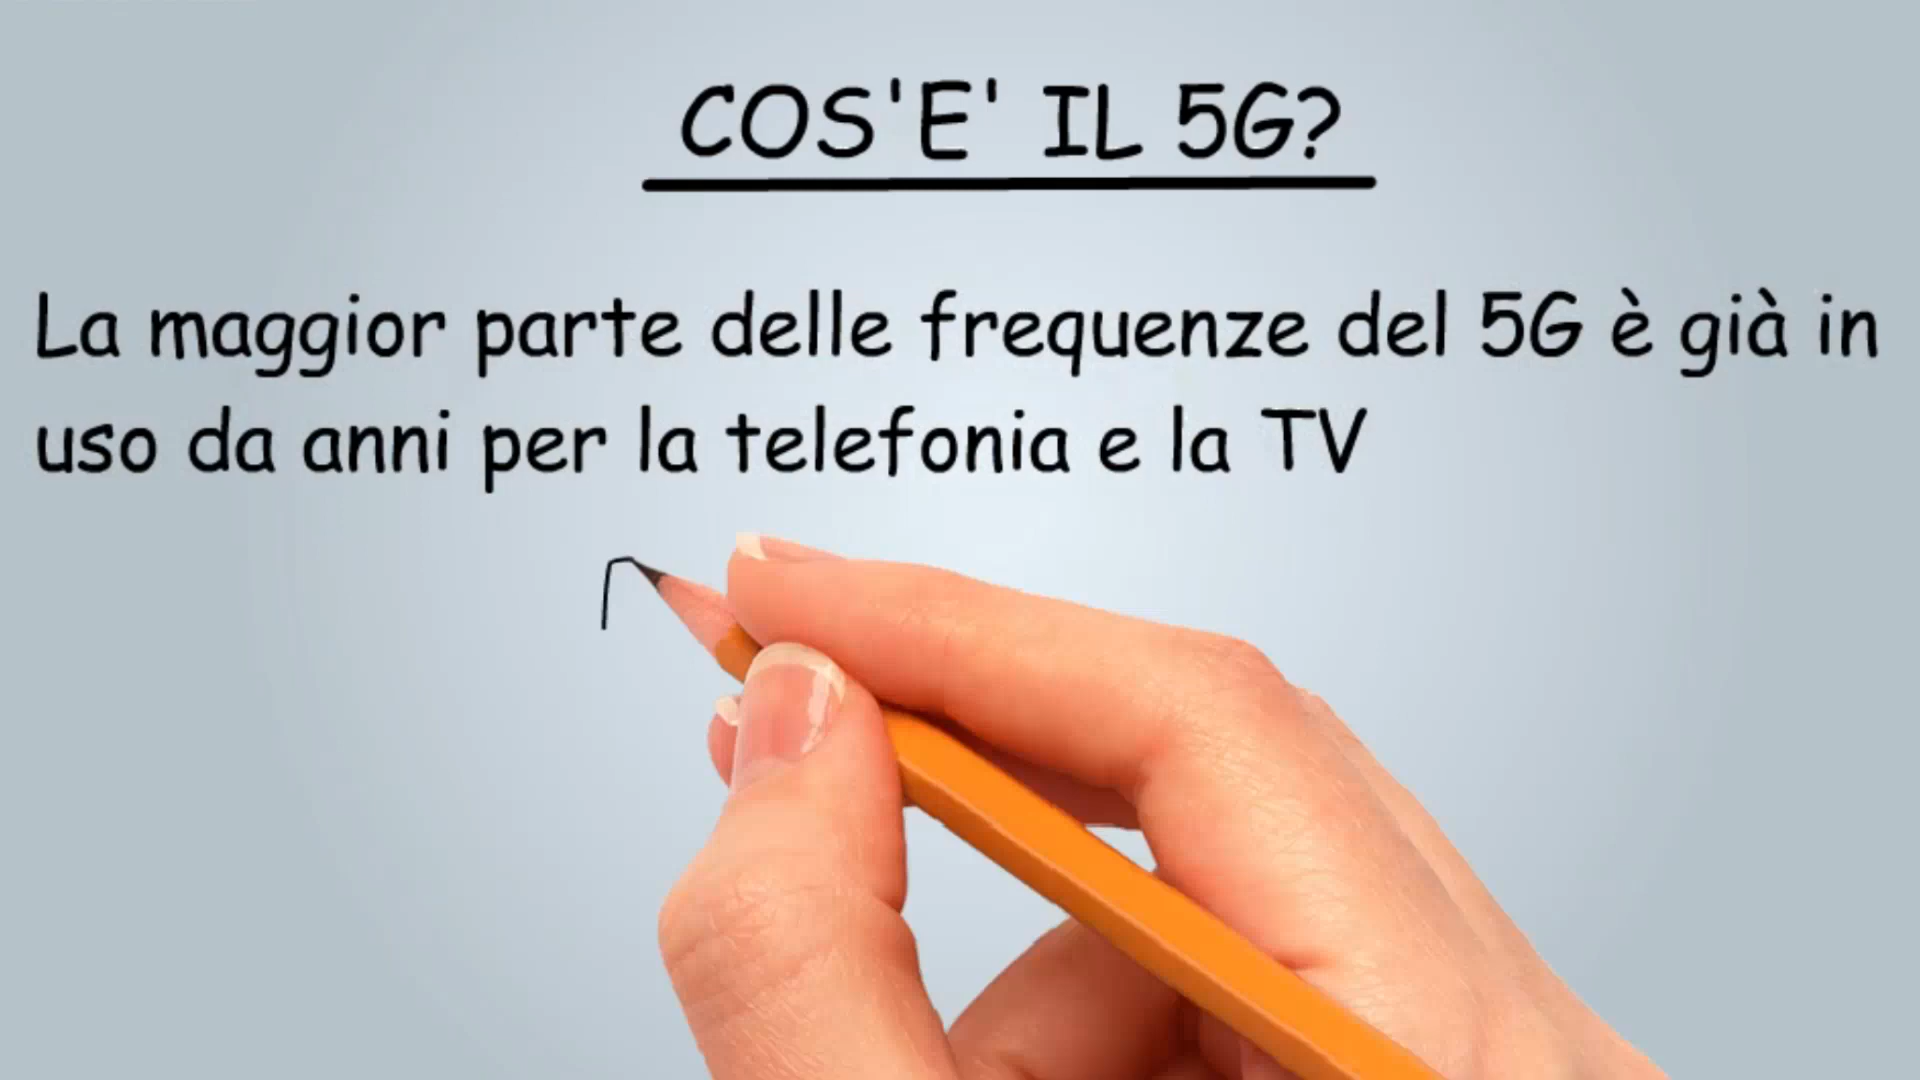 COS'E' IL 5G?
La maggior parte delle frequenze del 5G è già in
uso da anni per la telefonia e la TV